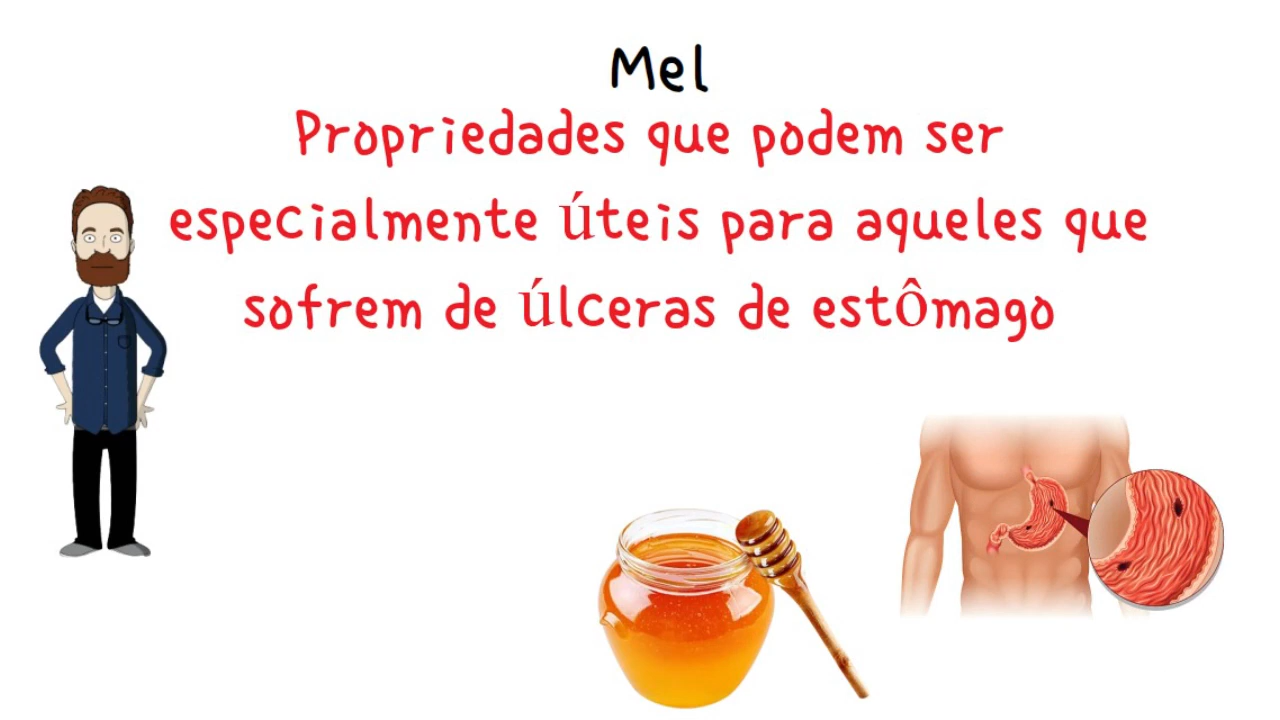 Mel
Propriedades que podem ser
especialmente úteis para aqueles que
sofrem de úlceras de estômago